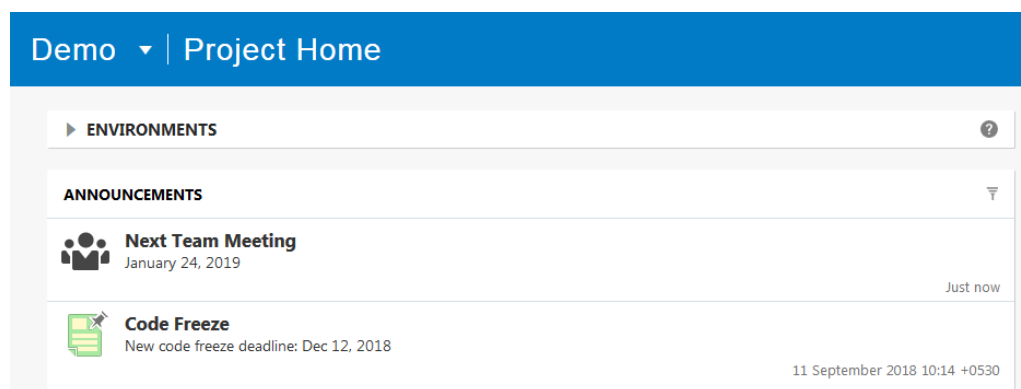 Demo Project Home
ENVIRONMENTS
ANNOUNCEMENTS
Next Team Meeting
January 24, 2019
Just now
Code Freeze
New code freeze deadline: Dec 12, 2018
11 September 2018 10:14 +0530